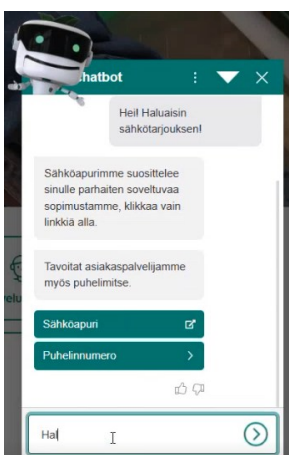 hatbot
Hei! Haluaisin
sähkötarjouksen!
Sähköapurimme suosittelee
sinulle parhaiten soveltuvaa
sopimustamme, klikkaa vain
linkkiä alla.
Tavoitat asiakaspalvelijamme
myös puhelimitse.
Sähköapuri
Puhelinnumero
Hal